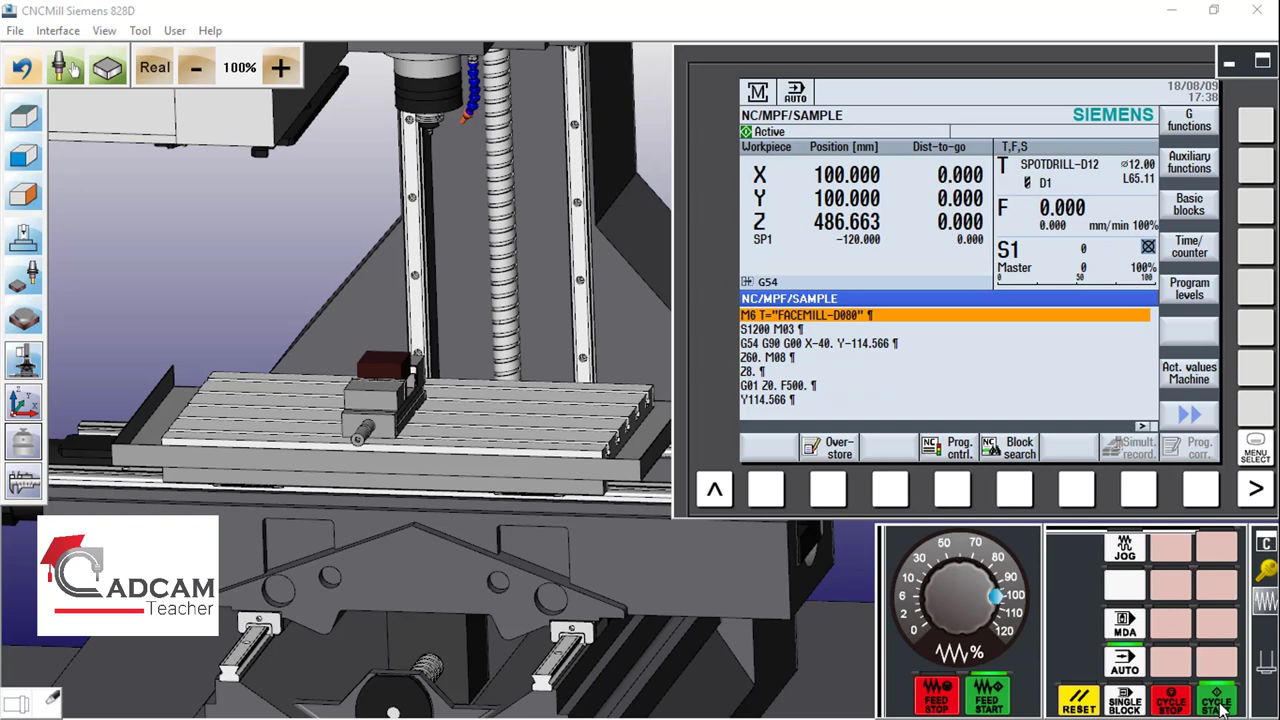 CNCMill Siemens 828D
File Interface View Tool User Help
Real 100%
AUTO
18/08/09
17:38
NC/MPF/SAMPLE
SIEMENS
Active
Workpiece Position [mm] Dist-to-go
X 100.000 0.000
Y 100.000 0.000
Z 486.663 0.000
SP1 -120.000 0.000
G54
T,F,S
T SPOTDRILL-D12 ⌀12.00
D1 L65.11
F 0.000
0.000 mm/min 100%
S1 0
Master 0 100%
0 50 100
NC/MPF/SAMPLE
M6 T="FACEMILL-D080" ¶
S1200 M03 ¶
G54 G90 G00 X-40. Y-114.566 ¶
Z60. M08 ¶
Z8. ¶
G01 Z0. F500. ¶
Y114.566 ¶
G
functions
Auxiliary
functions
Basic
blocks
Time/
counter
Program
levels
Act. values
Machine
Over-
store
NC Prog.
cntrl.
NC Block
search
Simult.
record.
Prog.
corr.
MENU
SELECT
CADCAM
Teacher
0 2 6 10 30 50 70 80 90 100 110 120
%
FEED
STOP
FEED
START
JOG
MDA
AUTO
RESET
SINGLE
BLOCK
CYCLE
STOP
CYCLE
START
C